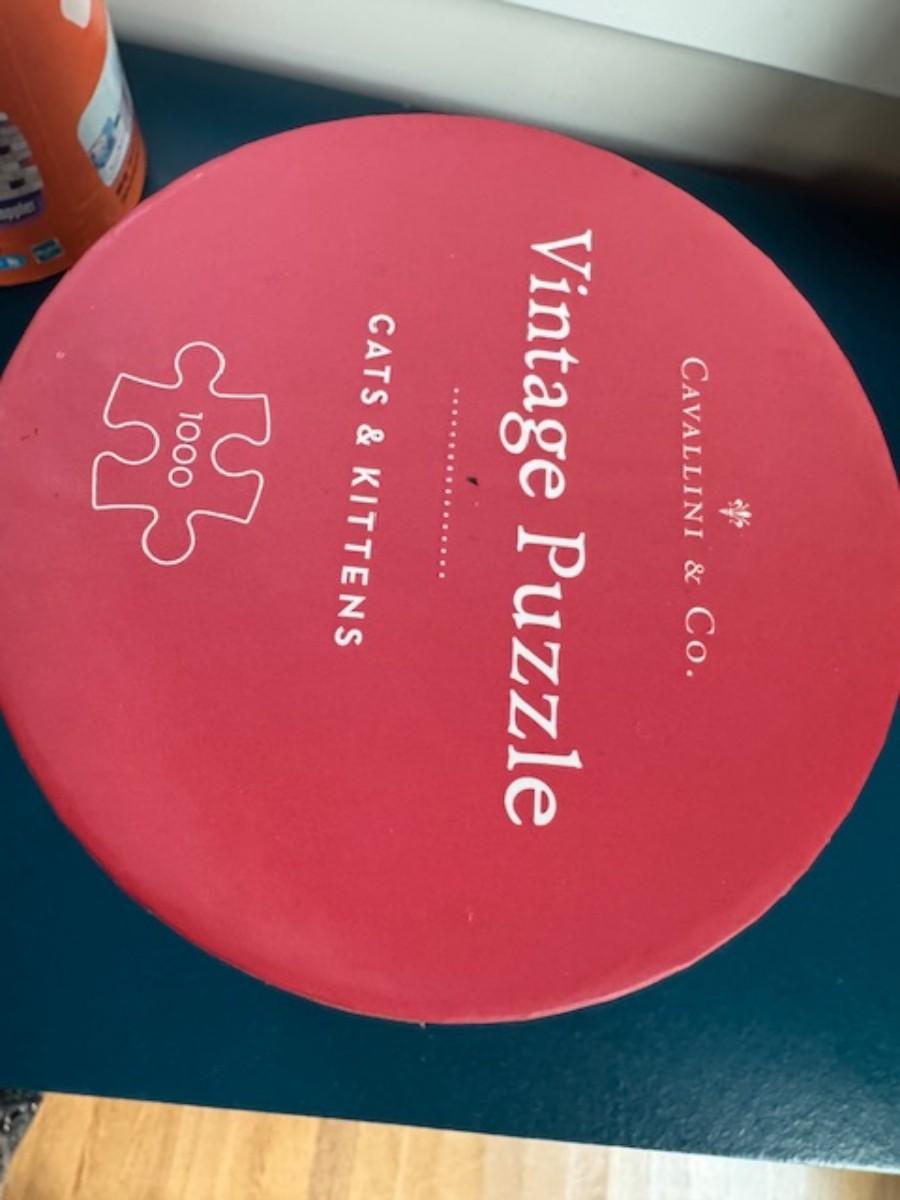 CAVALLINI & CO.
Vintage Puzzle
CATS & KITTENS
1000